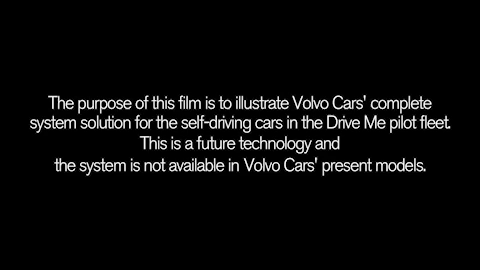 The purpose of this film is to illustrate Volvo Cars' complete
system solution for the self-driving cars in the Drive Me pilot fleet.
This is a future technology and
the system is not available in Volvo Cars' present models.